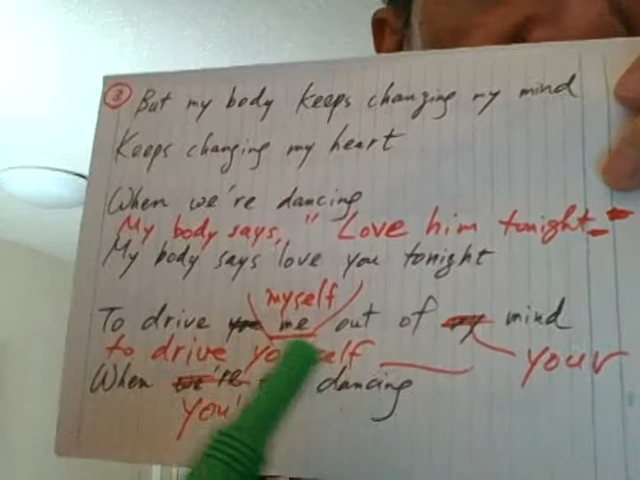 3 But my body keeps changing my mind
Keeps changing my heart
When we're dancing
My body says, " Love him tonight "
My body says love you tonight
myself
To drive me out of my mind
to drive yourself your
When we're dancing
You'